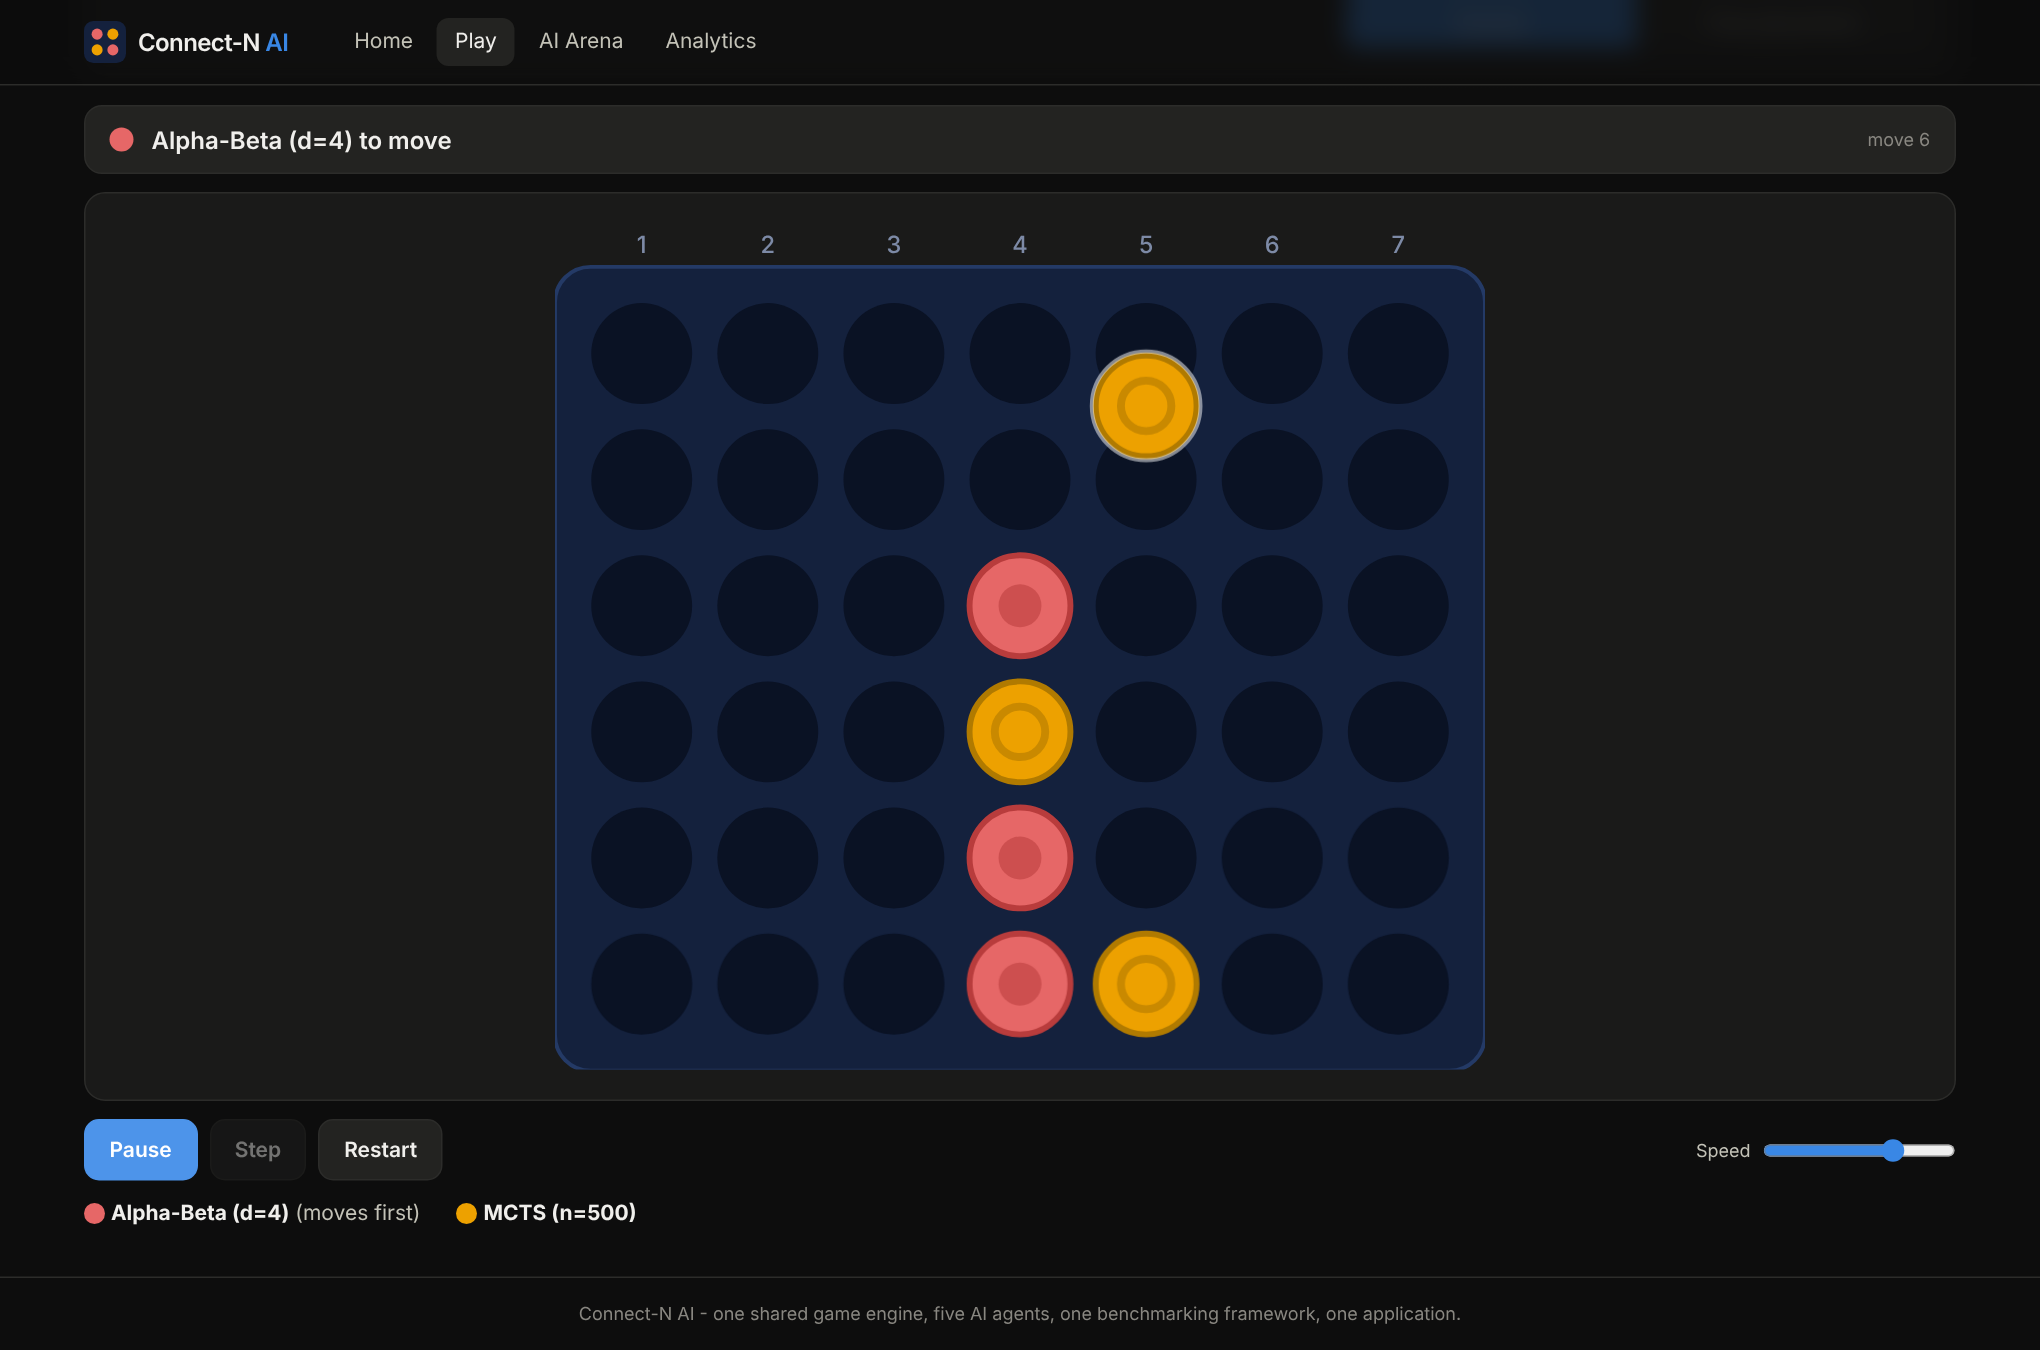 Connect-N AI
Home
Play
AI Arena
Analytics
Alpha-Beta (d=4) to move
move 6
1 2 3 4 5 6 7
Pause
Step
Restart
Speed
Alpha-Beta (d=4) (moves first)
MCTS (n=500)
Connect-N AI - one shared game engine, five AI agents, one benchmarking framework, one application.